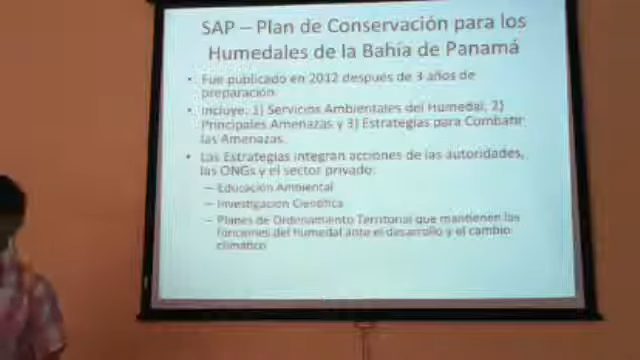 SAP – Plan de Conservación para los
Humedales de la Bahía de Panamá
• Fue publicado en 2012 después de 3 años de
preparación.
• Incluye: 1) Servicios Ambientales del Humedal, 2)
Principales Amenazas y 3) Estrategias para Combatir
las Amenazas.
• Las Estrategias integran acciones de las autoridades,
las ONGs y el sector privado:
– Educación Ambiental
– Investigación Científica
– Planes de Ordenamiento Territorial que mantienen las
funciones del humedal ante el desarrollo y el cambio
climático